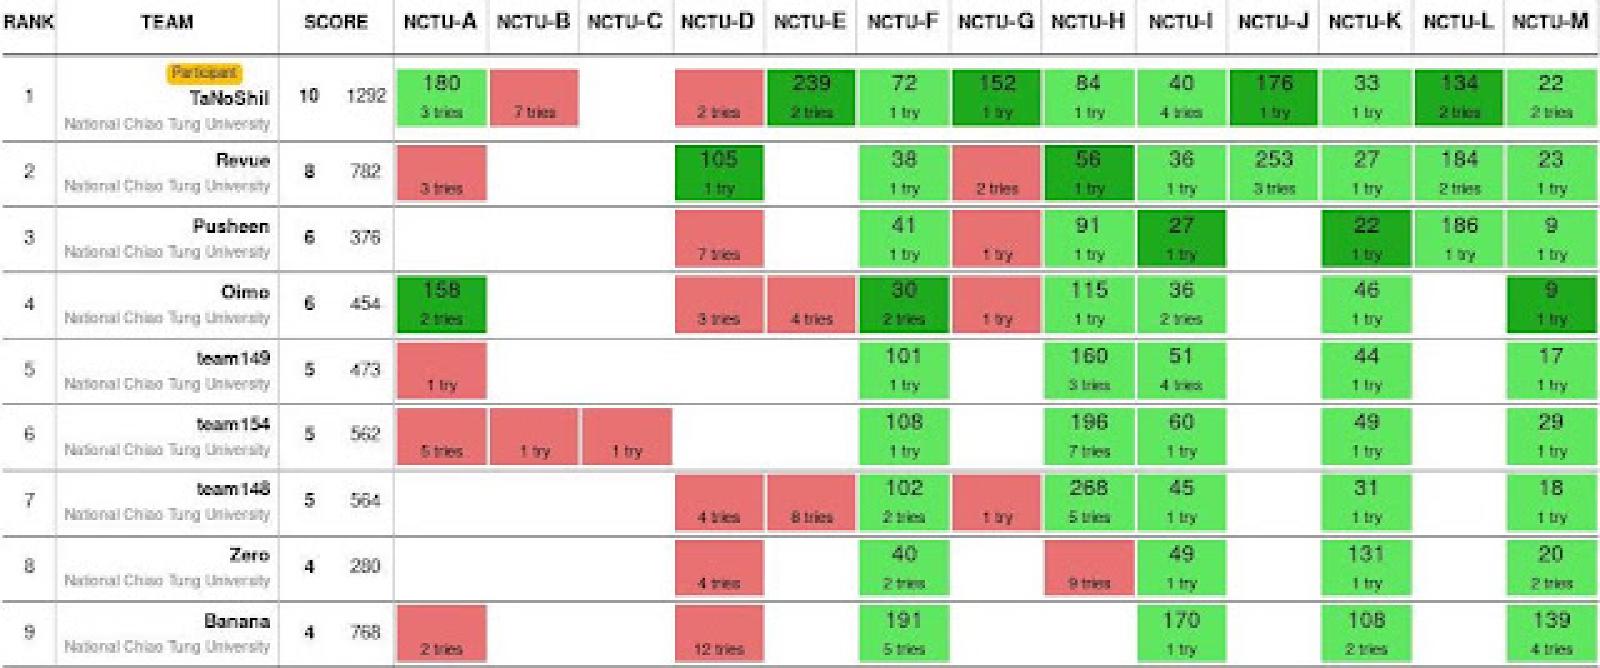 RANK TEAM SCORE NCTU-A NCTU-B NCTU-C NCTU-D NCTU-E NCTU-F NCTU-G NCTU-H NCTU-I NCTU-J NCTU-K NCTU-L NCTU-M
Participant
180 239 72 152 84 40 176 33 134 22
1 TaNoShiI 10 1292
3 tries 7 tries 2 tries 2 tries 1 try 1 try 1 try 4 tries 1 try 1 try 2 tries 2 tries
National Chiao Tung University
Revue 105 38 56 36 253 27 184 23
2 8 782
National Chiao Tung University 3 tries 1 try 1 try 2 tries 1 try 1 try 3 tries 1 try 2 tries 1 try
Pusheen 41 91 27 22 186 9
3 6 376
National Chiao Tung University 7 tries 1 try 1 try 1 try 1 try 1 try 1 try 1 try
Oimo 158 30 115 36 46 9
4 6 454
National Chiao Tung University 2 tries 3 tries 4 tries 2 tries 1 try 1 try 2 tries 1 try 1 try
team149 101 160 51 44 17
5 5 473
National Chiao Tung University 1 try 1 try 3 tries 4 tries 1 try 1 try
team154 108 196 60 49 29
6 5 562
National Chiao Tung University 5 tries 1 try 1 try 1 try 7 tries 1 try 1 try 1 try
team148 102 268 45 31 18
7 5 564
National Chiao Tung University 4 tries 8 tries 2 tries 1 try 5 tries 1 try 1 try 1 try
Zero 40 49 131 20
8 4 280
National Chiao Tung University 4 tries 2 tries 9 tries 1 try 1 try 2 tries
Banana 191 170 108 139
9 4 768
National Chiao Tung University 2 tries 12 tries 5 tries 1 try 2 tries 4 tries